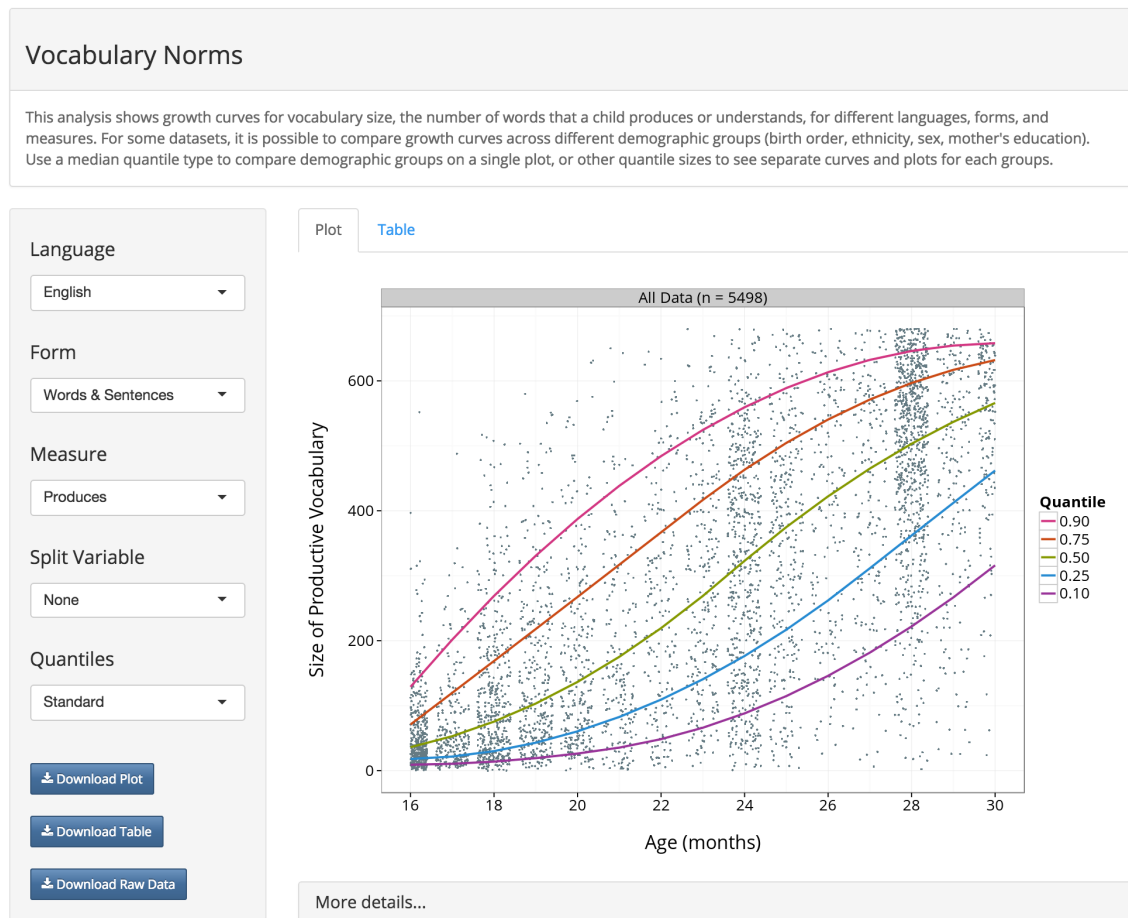 Vocabulary Norms
This analysis shows growth curves for vocabulary size, the number of words that a child produces or understands, for different languages, forms, and
measures. For some datasets, it is possible to compare growth curves across different demographic groups (birth order, ethnicity, sex, mother's education).
Use a median quantile type to compare demographic groups on a single plot, or other quantile sizes to see separate curves and plots for each groups.
Language
English
Form
Words & Sentences
Measure
Produces
Split Variable
None
Quantiles
Standard
Download Plot
Download Table
Download Raw Data
Plot
Table
All Data (n = 5498)
Size of Productive Vocabulary
600
400
200
0
16 18 20 22 24 26 28 30
Age (months)
Quantile
0.90
0.75
0.50
0.25
0.10
More details...